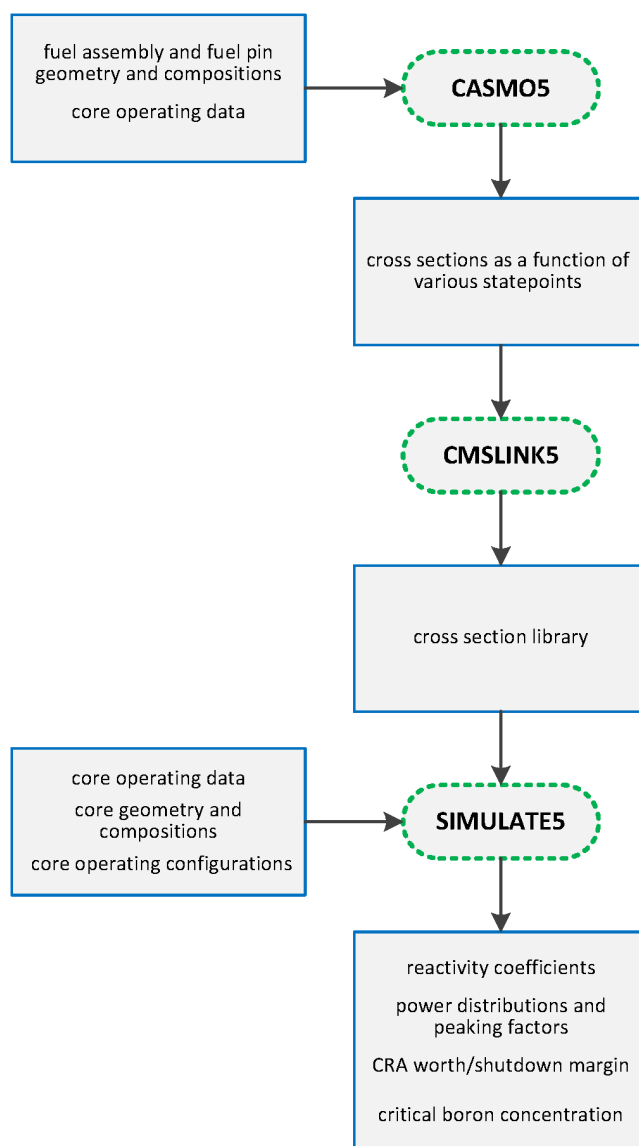 fuel assembly and fuel pin
geometry and compositions
core operating data
CASMO5
cross sections as a function of
various statepoints
CMSLINK5
cross section library
core operating data
core geometry and
compositions
core operating configurations
SIMULATE5
reactivity coefficients
power distributions and
peaking factors
CRA worth/shutdown margin
critical boron concentration